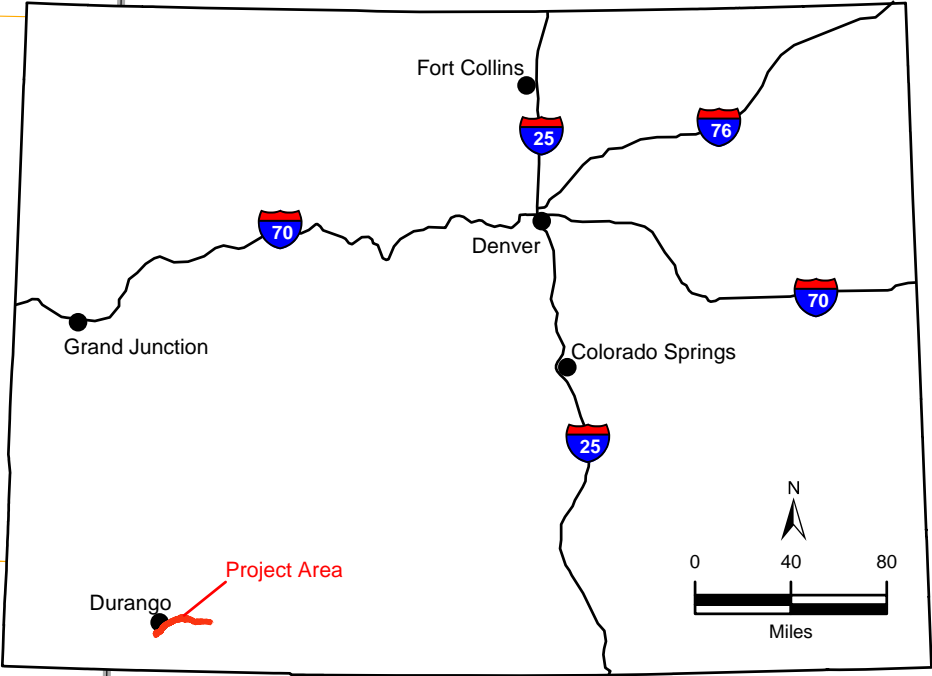 Fort Collins
76
25
70
Denver
70
Grand Junction
Colorado Springs
25
N
0 40 80
Miles
Project Area
Durango